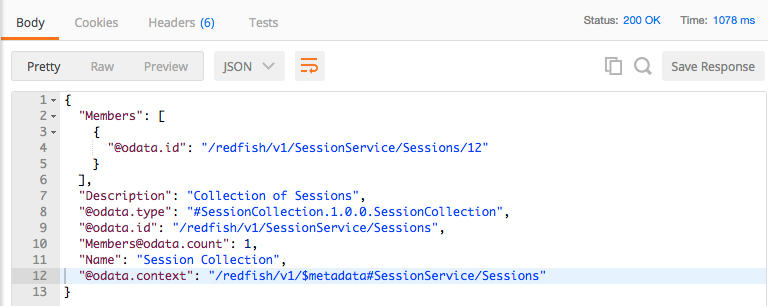 Body Cookies Headers (6) Tests Status: 200 OK Time: 1078 ms
Pretty Raw Preview JSON Save Response
1 {
2 "Members": [
3 {
4 "@odata.id": "/redfish/v1/SessionService/Sessions/12"
5 }
6 ],
7 "Description": "Collection of Sessions",
8 "@odata.type": "#SessionCollection.1.0.0.SessionCollection",
9 "@odata.id": "/redfish/v1/SessionService/Sessions",
10 "Members@odata.count": 1,
11 "Name": "Session Collection",
12 "@odata.context": "/redfish/v1/$metadata#SessionService/Sessions"
13 }